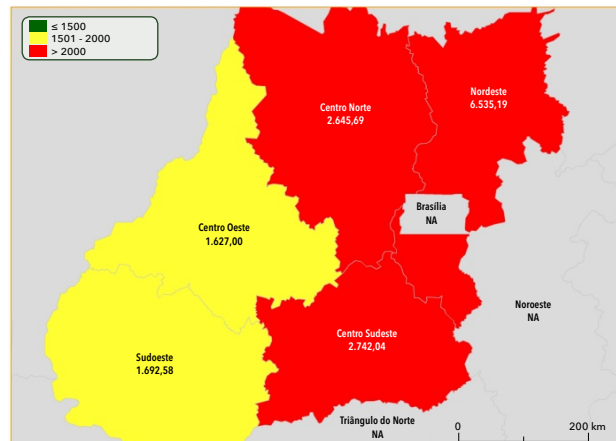 ≤ 1500
1501 - 2000
> 2000
Nordeste
6.535,19
Centro Norte
2.645,69
Brasília
NA
Centro Oeste
1.627,00
Noroeste
NA
Centro Sudeste
2.742,04
Sudoeste
1.692,58
Triângulo do Norte
NA
0 200 km